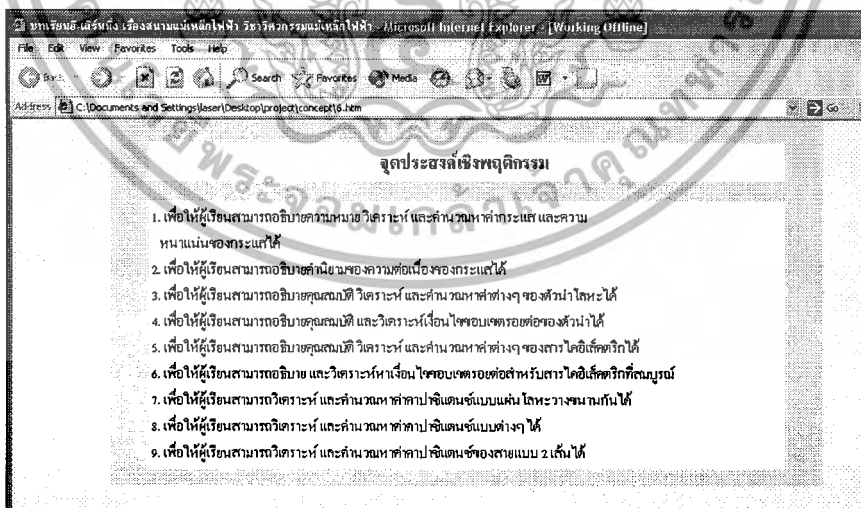 บทเรียนอีเลิร์นนิ่ง เรื่องสนามแม่เหล็กไฟฟ้า วิชาวิศวกรรมแม่เหล็กไฟฟ้า - Microsoft Internet Explorer - [Working Offline]
File Edit View Favorites Tools Help
Back Search Favorites Media
Address C:\Documents and Settings\laser\Desktop\project\concept\6.htm Go
จุดประสงค์เชิงพฤติกรรม
1. เพื่อให้ผู้เรียนสามารถอธิบายความหมาย วิเคราะห์ และคำนวณหาค่ากระแส และความ
หนาแน่นของกระแสได้
2. เพื่อให้ผู้เรียนสามารถอธิบายคำนิยามของความต่อเนื่องของกระแสได้
3. เพื่อให้ผู้เรียนสามารถอธิบายคุณสมบัติ วิเคราะห์ และคำนวณหาค่าต่างๆ ของตัวนำโลหะได้
4. เพื่อให้ผู้เรียนสามารถอธิบายคุณสมบัติ และวิเคราะห์เงื่อนไขขอบเขตรอยต่อของตัวนำได้
5. เพื่อให้ผู้เรียนสามารถอธิบายคุณสมบัติ วิเคราะห์ และคำนวณหาค่าต่างๆ ของสารไดอิเล็คตริกได้
6. เพื่อให้ผู้เรียนสามารถอธิบาย และวิเคราะห์หาเงื่อนไขขอบเขตรอยต่อสำหรับสารไดอิเล็คตริกที่สมบูรณ์
7. เพื่อให้ผู้เรียนสามารถวิเคราะห์ และคำนวณหาค่าคาปาซิแตนซ์แบบแผ่นโลหะวางขนานกันได้
8. เพื่อให้ผู้เรียนสามารถวิเคราะห์ และคำนวณหาค่าคาปาซิแตนซ์แบบต่างๆ ได้
9. เพื่อให้ผู้เรียนสามารถวิเคราะห์ และคำนวณหาค่าคาปาซิแตนซ์ของสายแบบ 2 เส้นได้